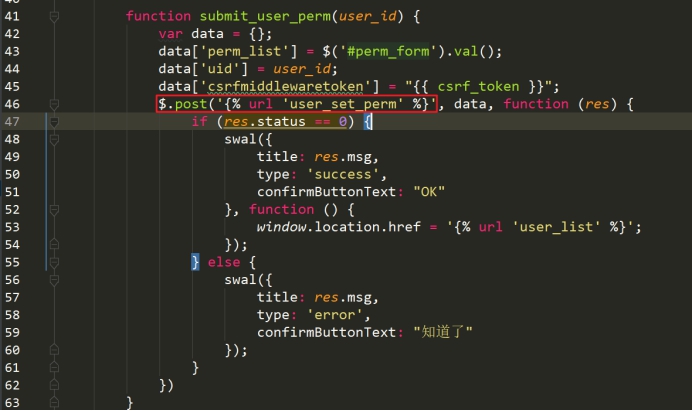 41 function submit_user_perm(user_id) {
42 var data = {};
43 data['perm_list'] = $('#perm_form').val();
44 data['uid'] = user_id;
45 data['csrfmiddlewaretoken'] = "{{ csrf_token }}";
46 $.post('{% url 'user_set_perm' %}', data, function (res) {
47 if (res.status == 0) {
48 swal({
49 title: res.msg,
50 type: 'success',
51 confirmButtonText: "OK"
52 }, function () {
53 window.location.href = '{% url 'user_list' %}';
54 });
55 } else {
56 swal({
57 title: res.msg,
58 type: 'error',
59 confirmButtonText: "知道了"
60 });
61 }
62 })
63 }